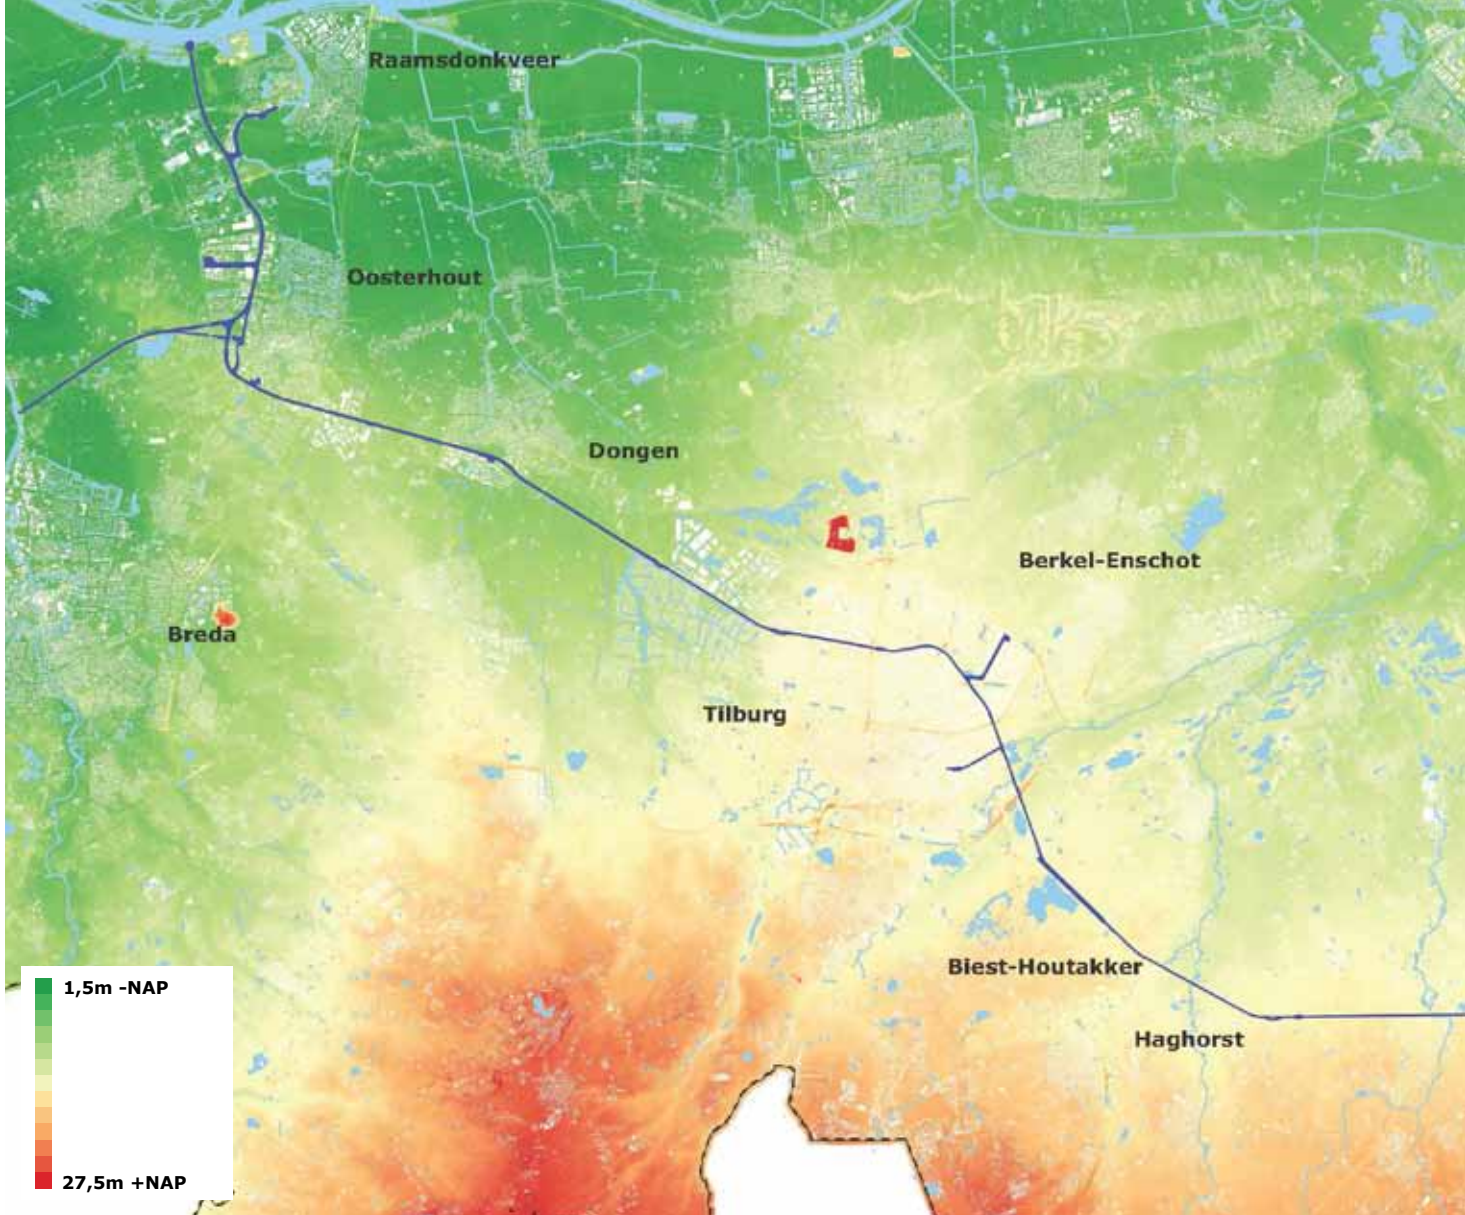 Raamsdonkveer
Oosterhout
Dongen
Berkel-Enschot
Breda
Tilburg
Biest-Houtakker
Haghorst
1,5m -NAP
27,5m +NAP